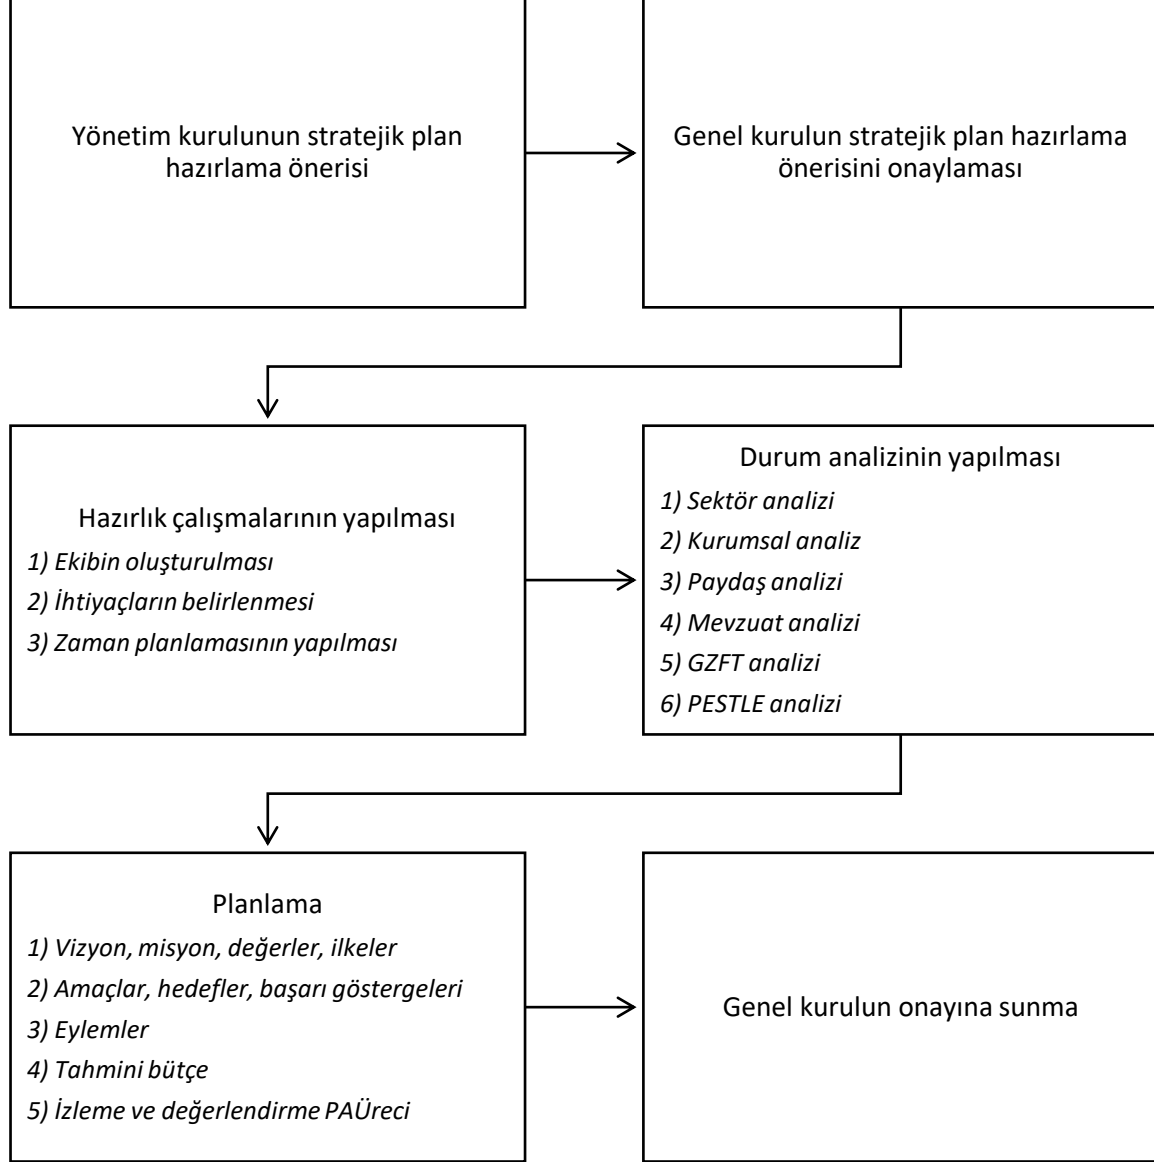 Yönetim kurulunun stratejik plan
hazırlama önerisi
Genel kurulun stratejik plan hazırlama
önerisini onaylaması
Hazırlık çalışmalarının yapılması
1) Ekibin oluşturulması
2) İhtiyaçların belirlenmesi
3) Zaman planlamasının yapılması
Durum analizinin yapılması
1) Sektör analizi
2) Kurumsal analiz
3) Paydaş analizi
4) Mevzuat analizi
5) GZFT analizi
6) PESTLE analizi
Planlama
1) Vizyon, misyon, değerler, ilkeler
2) Amaçlar, hedefler, başarı göstergeleri
3) Eylemler
4) Tahmini bütçe
5) İzleme ve değerlendirme PAÜreci
Genel kurulun onayına sunma